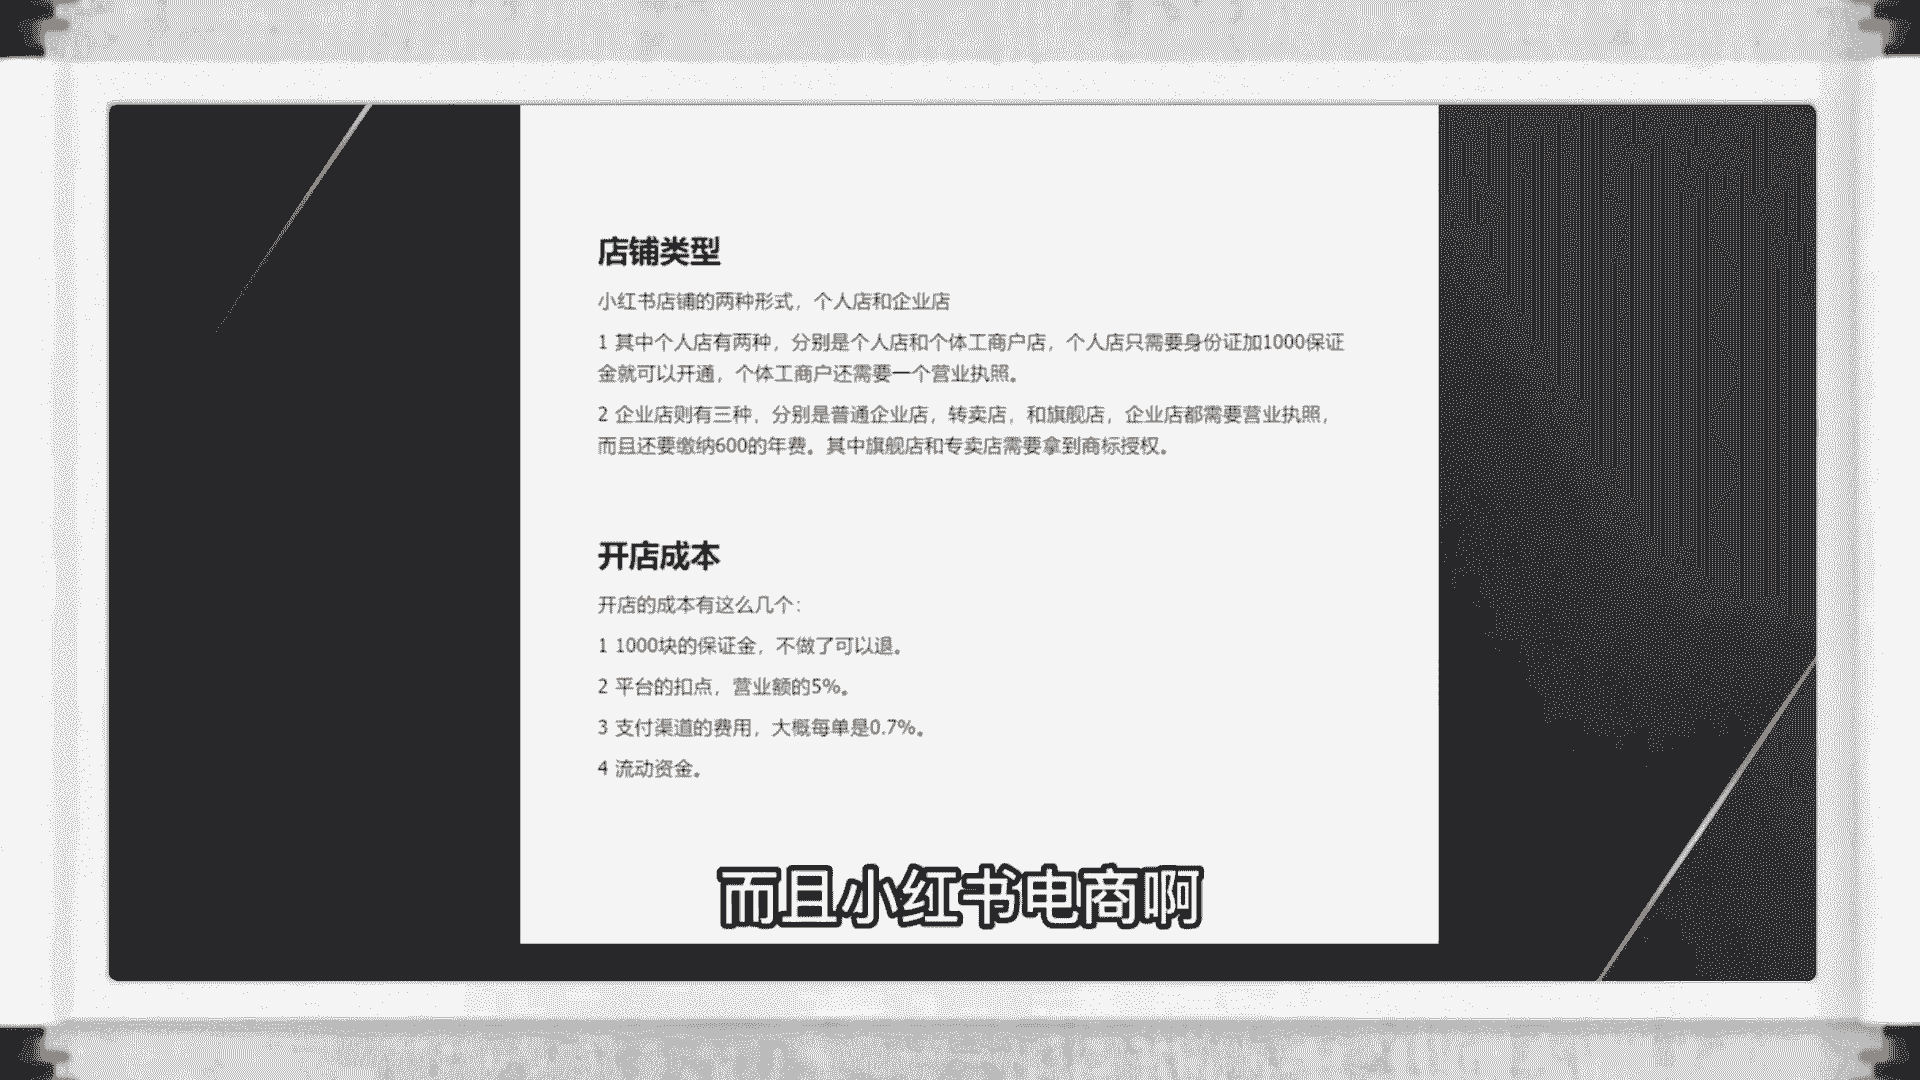 店铺类型
小红书店铺的两种形式，个人店和企业店
1 其中个人店有两种，分别是个人店和个体工商户店，个人店只需要身份证加1000保证
金就可以开通，个体工商户还需要一个营业执照。
2 企业店则有三种，分别是普通企业店，转卖店，和旗舰店，企业店都需要营业执照，
而且还要缴纳600的年费。其中旗舰店和专卖店需要拿到商标授权。
开店成本
开店的成本有这么几个：
1 1000块的保证金，不做了可以退。
2 平台的扣点，营业额的5%。
3 支付渠道的费用，大概每单是0.7%。
4 流动资金。
而且小红书电商啊